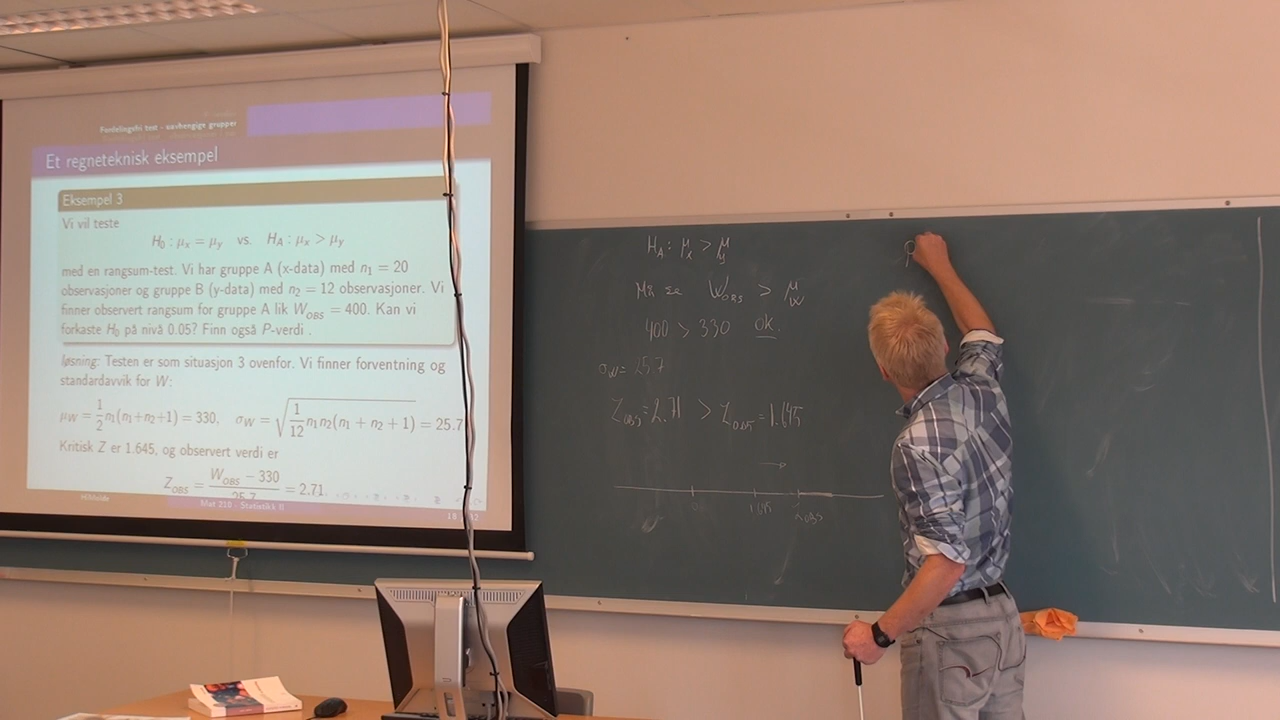 Fordelingsfri test - uavhengige grupper
Et regneteknisk eksempel
Eksempel 3
Vi vil teste
H₀ : μₓ = μᵧ vs. H_A : μₓ > μᵧ
med en rangsum-test. Vi har gruppe A (x-data) med n₁ = 20
observasjoner og gruppe B (y-data) med n₂ = 12 observasjoner. Vi
finner observert rangsum for gruppe A lik W_OBS = 400. Kan vi
forkaste H₀ på nivå 0.05? Finn også P-verdi .
løsning: Testen er som situasjon 3 ovenfor. Vi finner forventning og
standardavvik for W:
μ_W = 1/2 n₁(n₁+n₂+1) = 330, σ_W = √(1/12 n₁n₂(n₁ + n₂ + 1)) = 25.7
Kritisk Z er 1.645, og observert verdi er
Z_OBS = (W_OBS − 330)/25.7 = 2.71
HiMolde
Mat 210 - Statistikk II
H_A : μₓ > μᵧ
Må se W_OBS > μ_W
400 > 330 ok.
σ_W = 25.7
Z_OBS = 2.71 > Z_0.05 = 1.645
0 1.645 Z_OBS
P